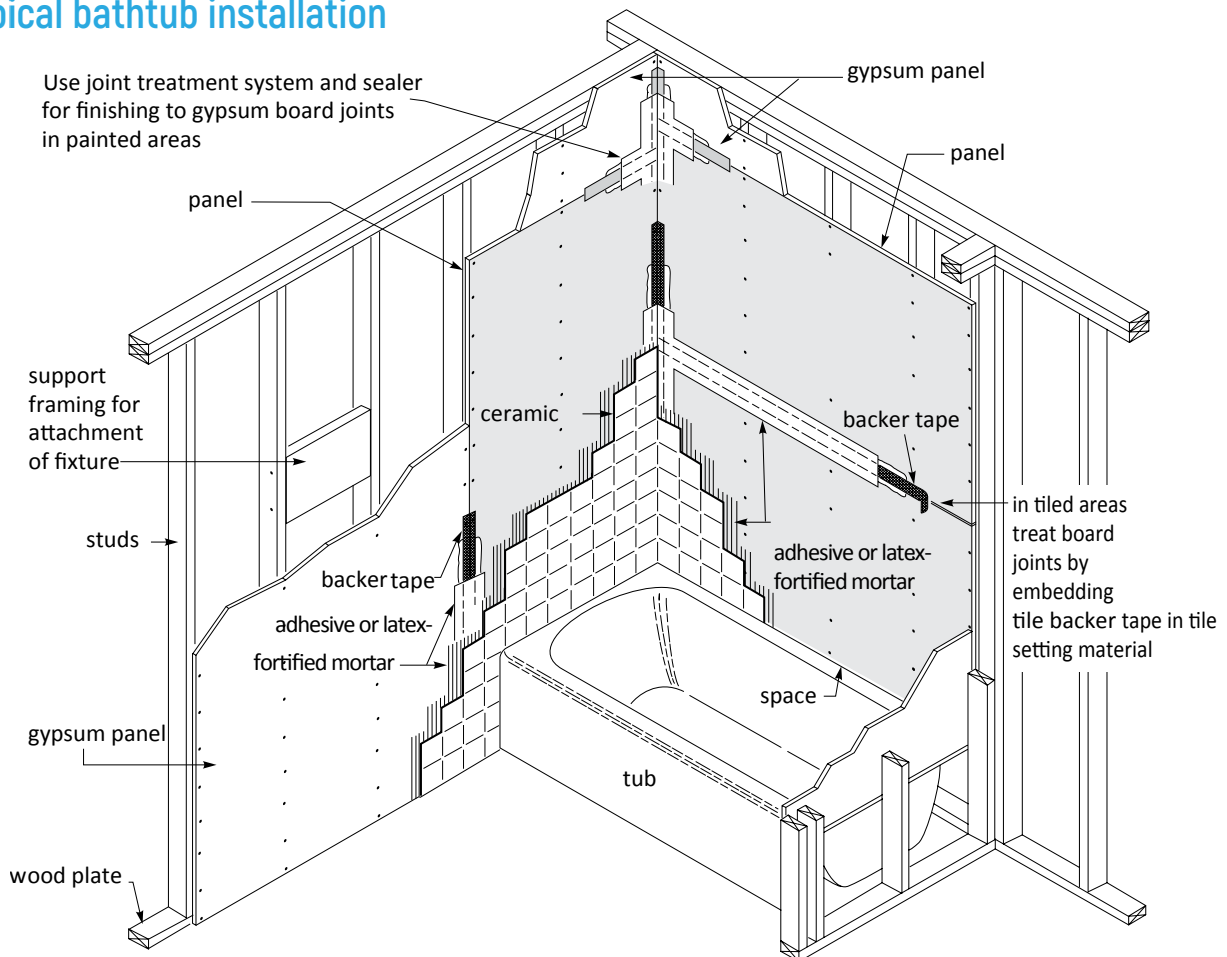 ical bathtub installation
Use joint treatment system and sealer
for finishing to gypsum board joints
in painted areas
gypsum panel
panel
panel
support
framing for
attachment
of fixture
ceramic
backer tape
studs
in tiled areas
treat board
joints by
embedding
tile backer tape in tile
setting material
backer tape
adhesive or latex-
fortified mortar
adhesive or latex-
fortified mortar
space
gypsum panel
tub
wood plate